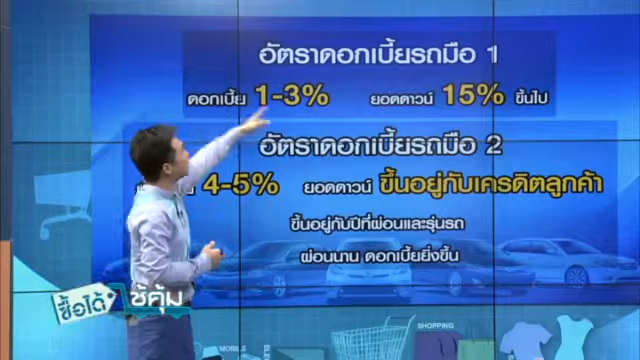 อัตราดอกเบี้ยรถมือ 1
ดอกเบี้ย 1-3% ยอดดาวน์ 15% ขึ้นไป
อัตราดอกเบี้ยรถมือ 2
4-5% ยอดดาวน์ ขึ้นอยู่กับเครดิตลูกค้า
ขึ้นอยู่กับปีที่ผ่อนและรุ่นรถ
ผ่อนนาน ดอกเบี้ยยิ่งขึ้น
ซื้อได้ ใช้คุ้ม
MOBILE
SHOPPING